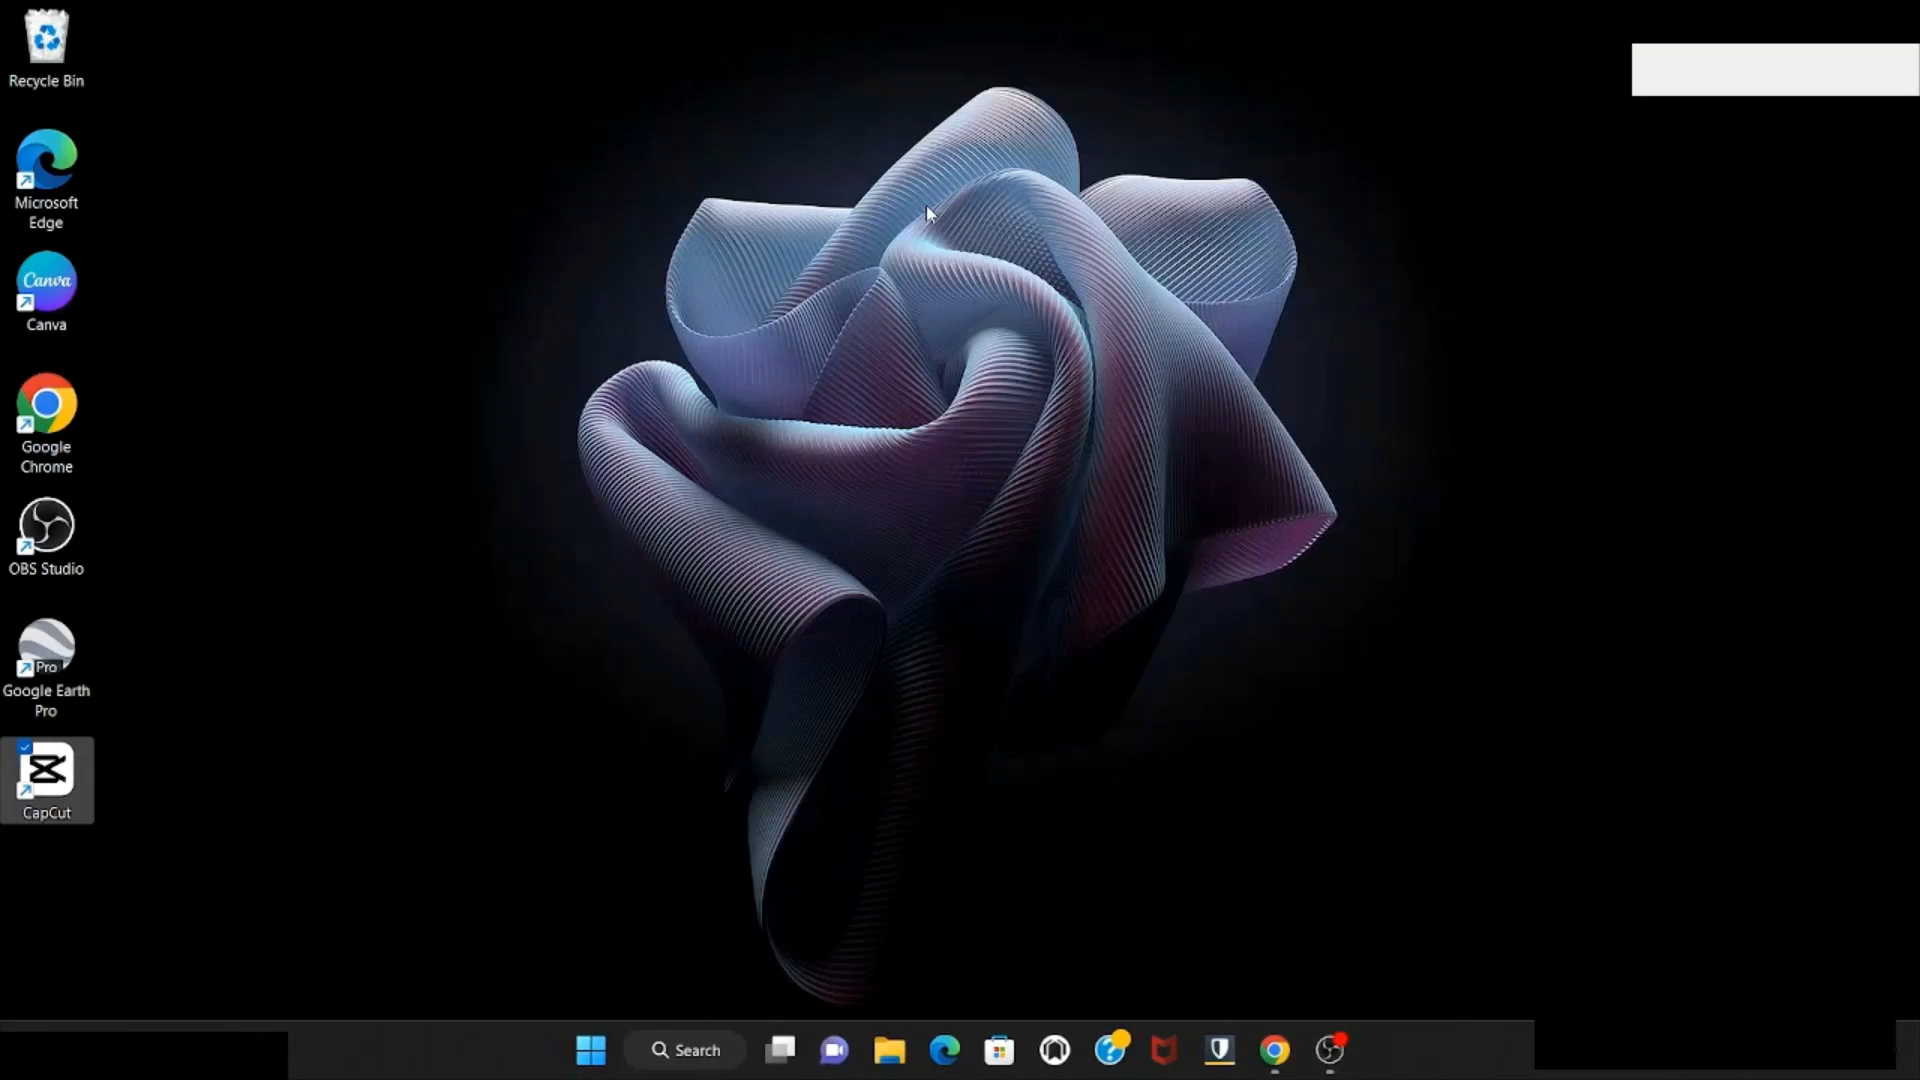 Recycle Bin
Microsoft
Edge
Canva
Canva
Google
Chrome
OBS Studio
Pro
Google Earth
Pro
CapCut
Search